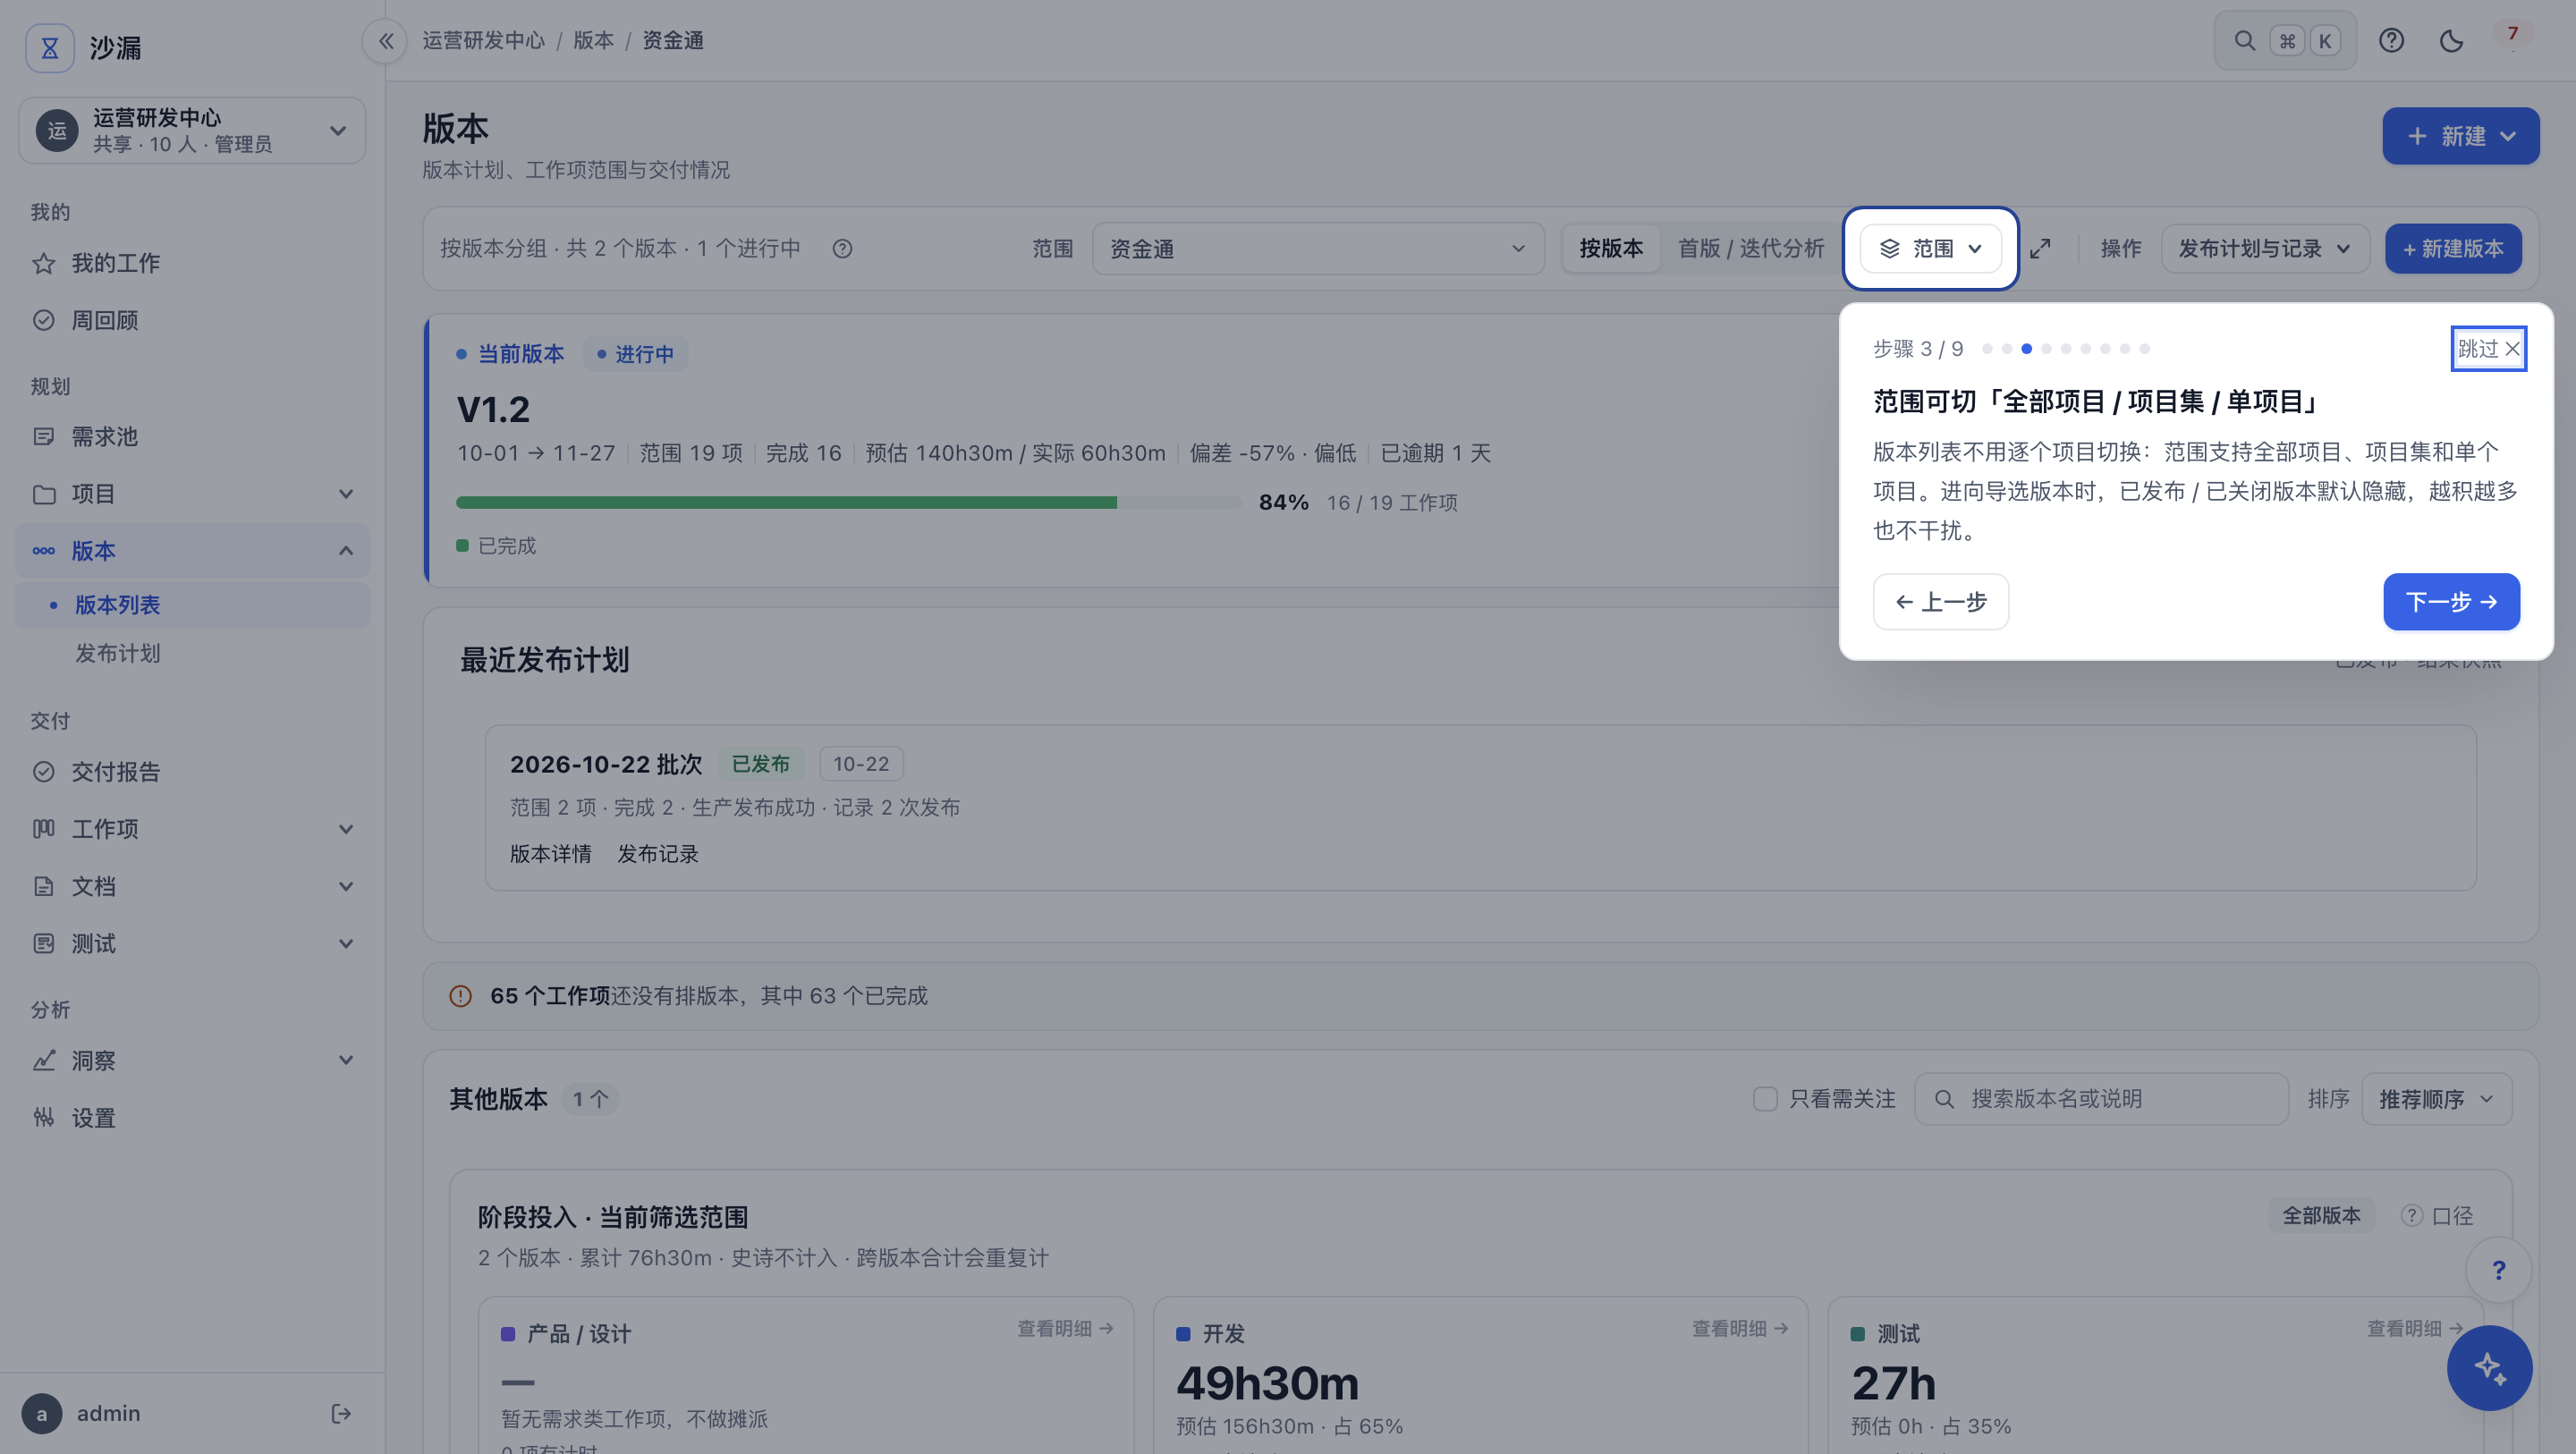 沙漏
运营研发中心 / 版本 / 资金通
⌘ K
7
运
运营研发中心
共享 · 10 人 · 管理员
我的
我的工作
周回顾
规划
需求池
项目
版本
版本列表
发布计划
交付
交付报告
工作项
文档
测试
分析
洞察
设置
a admin
版本
版本计划、工作项范围与交付情况
+ 新建
按版本分组 · 共 2 个版本 · 1 个进行中
范围 资金通
按版本 首版 / 迭代分析
范围
操作 发布计划与记录 + 新建版本
步骤 3 / 9
跳过
范围可切「全部项目 / 项目集 / 单项目」
版本列表不用逐个项目切换：范围支持全部项目、项目集和单个
项目。进向导选版本时，已发布 / 已关闭版本默认隐藏，越积越多
也不干扰。
← 上一步
下一步 →
当前版本 进行中
V1.2
10-01 → 11-27 | 范围 19 项 | 完成 16 | 预估 140h30m / 实际 60h30m | 偏差 -57% · 偏低 | 已逾期 1 天
84% 16 / 19 工作项
已完成
最近发布计划
2026-10-22 批次 已发布 10-22
范围 2 项 · 完成 2 · 生产发布成功 · 记录 2 次发布
版本详情 发布记录
65 个工作项还没有排版本，其中 63 个已完成
其他版本 1 个
只看需关注
搜索版本名或说明
排序 推荐顺序
阶段投入 · 当前筛选范围
全部版本 ? 口径
2 个版本 · 累计 76h30m · 史诗不计入 · 跨版本合计会重复计
?
产品 / 设计 查看明细 →
—
暂无需求类工作项，不做摊派
开发 查看明细 →
49h30m
预估 156h30m · 占 65%
测试 查看明细 →
27h
预估 0h · 占 35%